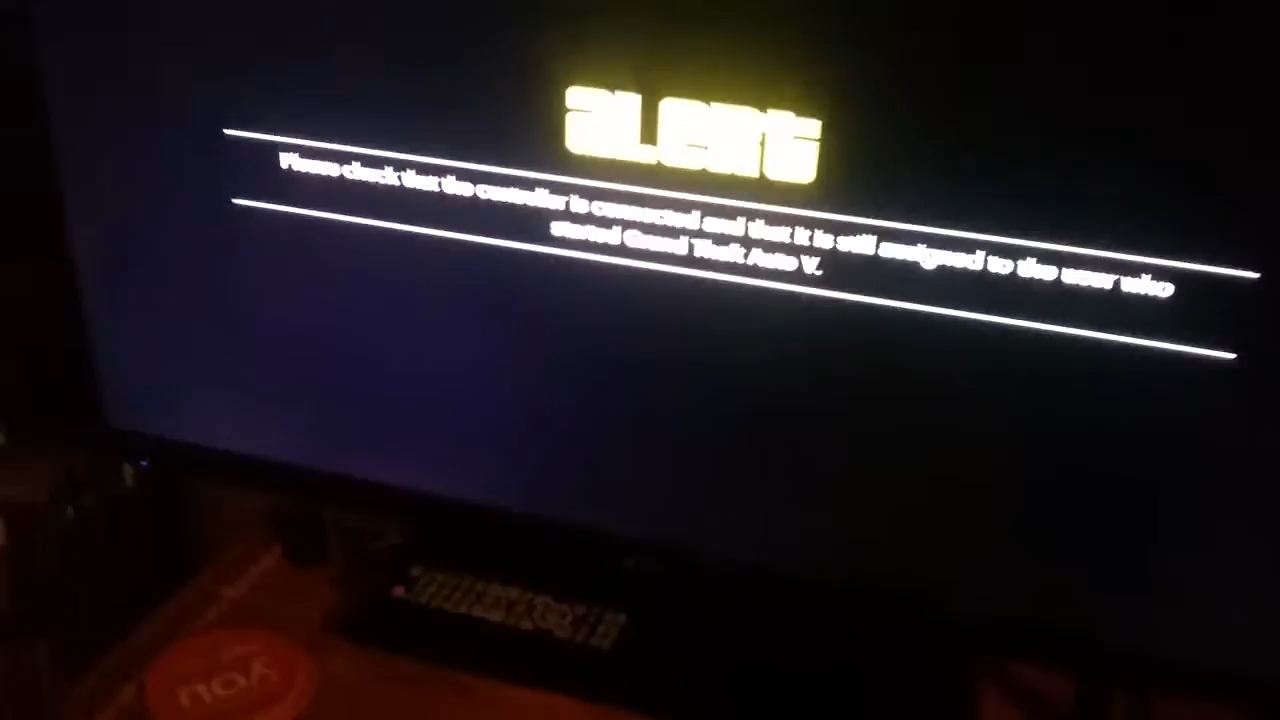 alert
Please check that the controller is connected and that it is still assigned to the user who
started Grand Theft Auto V.
you